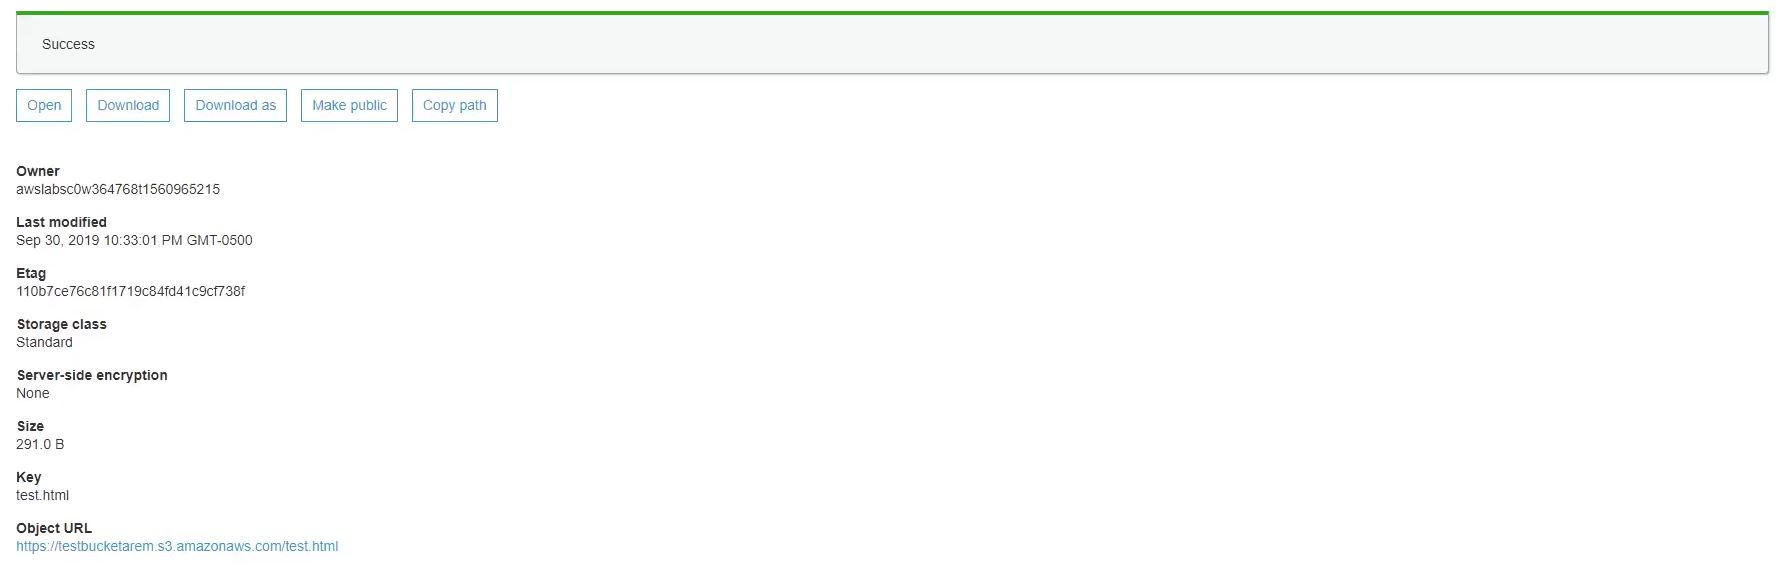 Success
Open Download Download as Make public Copy path
Owner
awslabsc0w364768t1560965215
Last modified
Sep 30, 2019 10:33:01 PM GMT-0500
Etag
110b7ce76c81f1719c84fd41c9cf738f
Storage class
Standard
Server-side encryption
None
Size
291.0 B
Key
test.html
Object URL
https://testbucketarem.s3.amazonaws.com/test.html